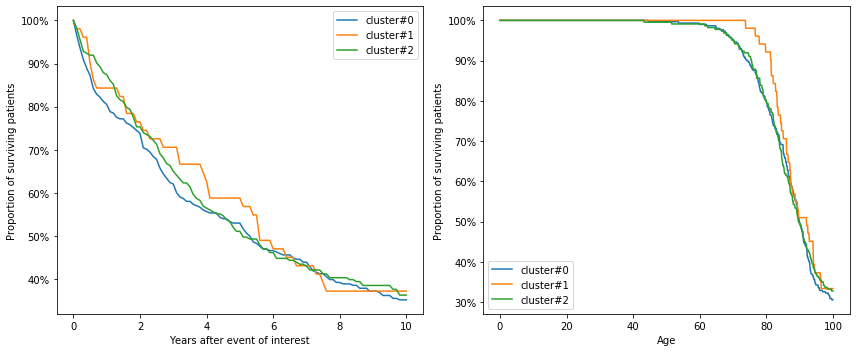 100%
90%
80%
70%
60%
50%
40%
Proportion of surviving patients
0
2
4
6
8
10
Years after event of interest
cluster#0
cluster#1
cluster#2
100%
90%
80%
70%
60%
50%
40%
30%
Proportion of surviving patients
0
20
40
60
80
100
Age
cluster#0
cluster#1
cluster#2